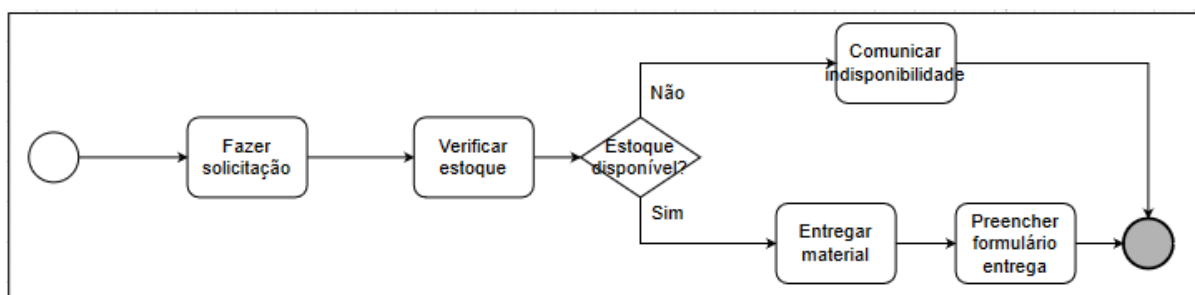 Fazer
solicitação
Verificar
estoque
Estoque
disponível?
Não
Comunicar
indisponibilidade
Sim
Entregar
material
Preencher
formulário
entrega